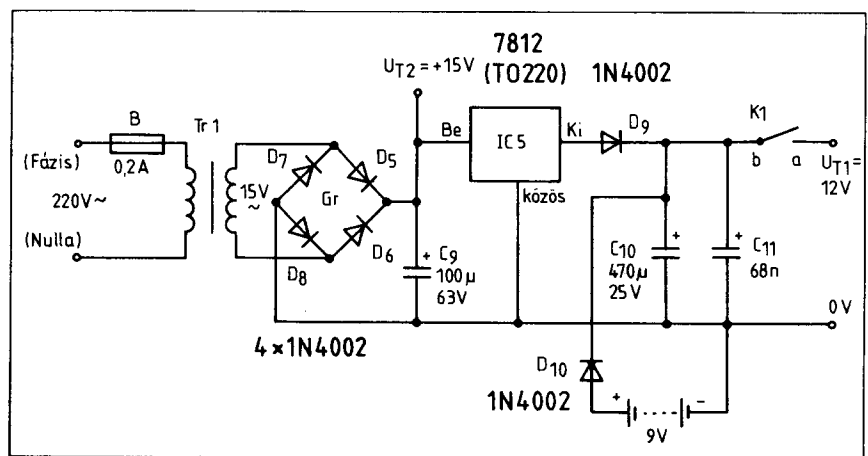 7812
(TO220) 1N4002
U_T2 = +15V
B
Tr 1
(Fázis)
0,2A
220V~
(Nulla)
15V
~
D7
D5
Gr
D8
D6
Be
IC 5
Ki
D9
közös
K1
b
a
U_T1 =
12V
+
C9
100µ
63V
+
C10
470µ
25V
+
C11
68n
0V
4×1N4002
D10
1N4002
+
-
9V